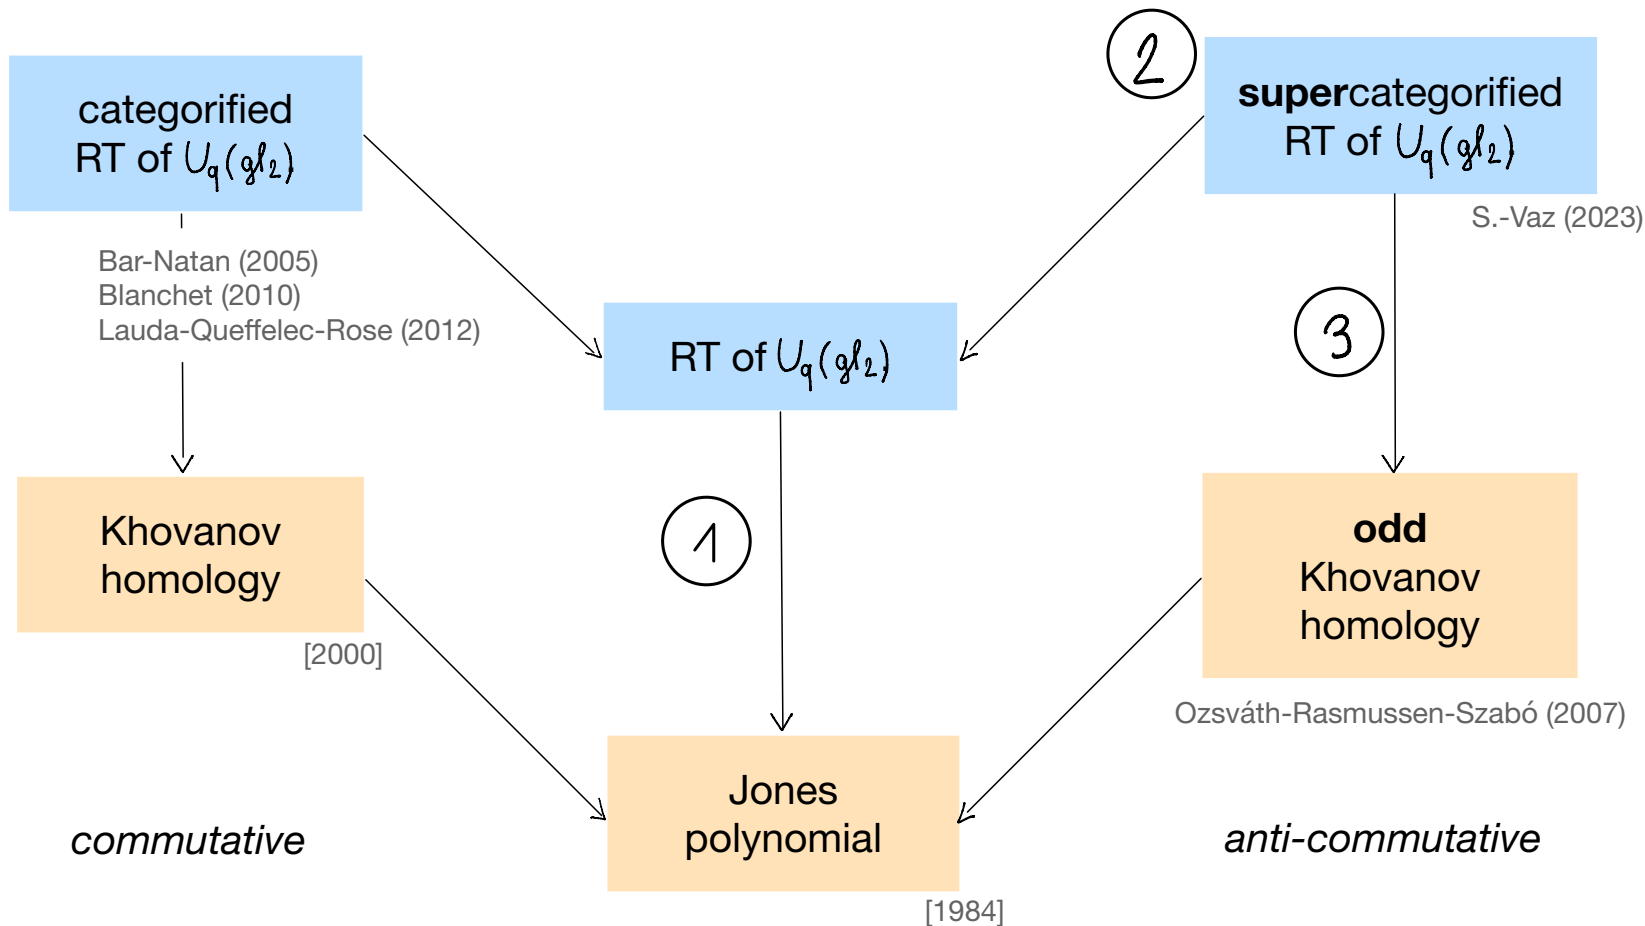 categorified
RT of U_q(gl_2)
Bar-Natan (2005)
Blanchet (2010)
Lauda-Queffelec-Rose (2012)
Khovanov
homology
[2000]
commutative
RT of U_q(gl_2)
1
Jones
polynomial
[1984]
2
supercategorified
RT of U_q(gl_2)
S.-Vaz (2023)
3
odd
Khovanov
homology
Ozsváth-Rasmussen-Szabó (2007)
anti-commutative